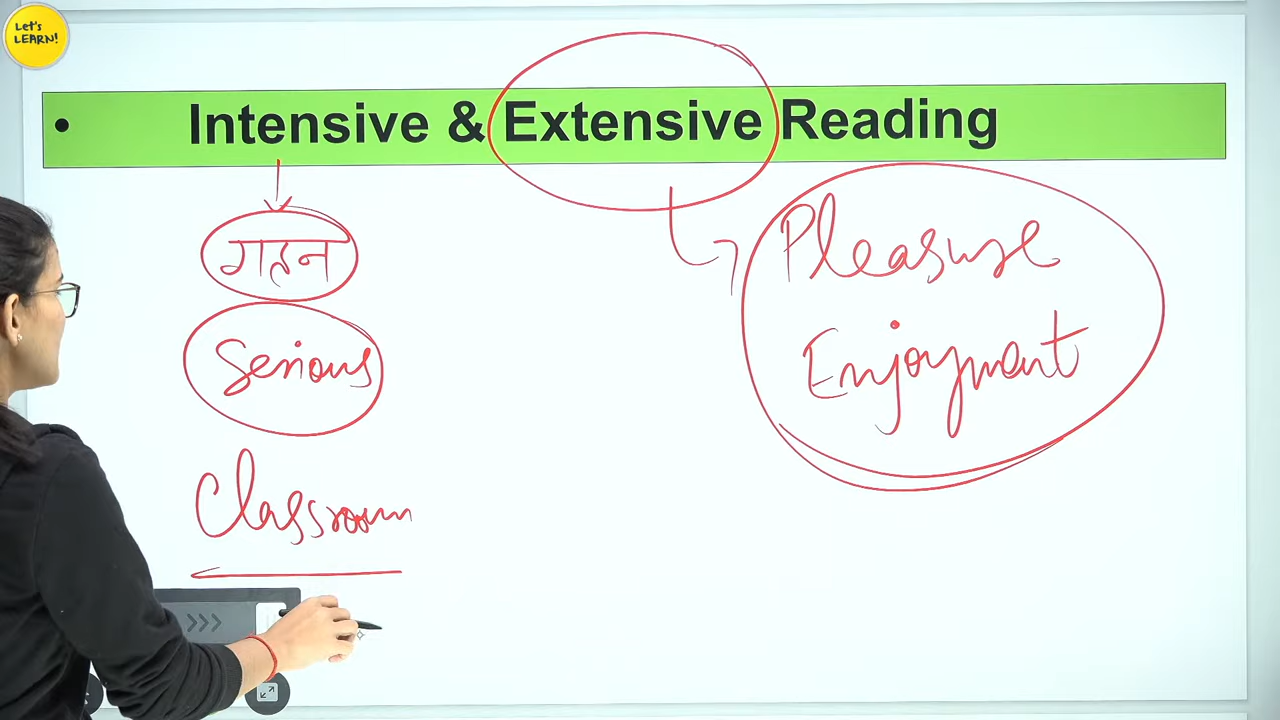 Let's
LEARN!
• Intensive & Extensive Reading
गहन
Serious
Classroom
Pleasure
Enjoyment